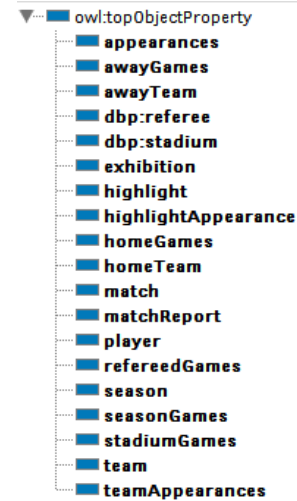 owl:topObjectProperty
appearances
awayGames
awayTeam
dbp:referee
dbp:stadium
exhibition
highlight
highlightAppearance
homeGames
homeTeam
match
matchReport
player
refereedGames
season
seasonGames
stadiumGames
team
teamAppearances